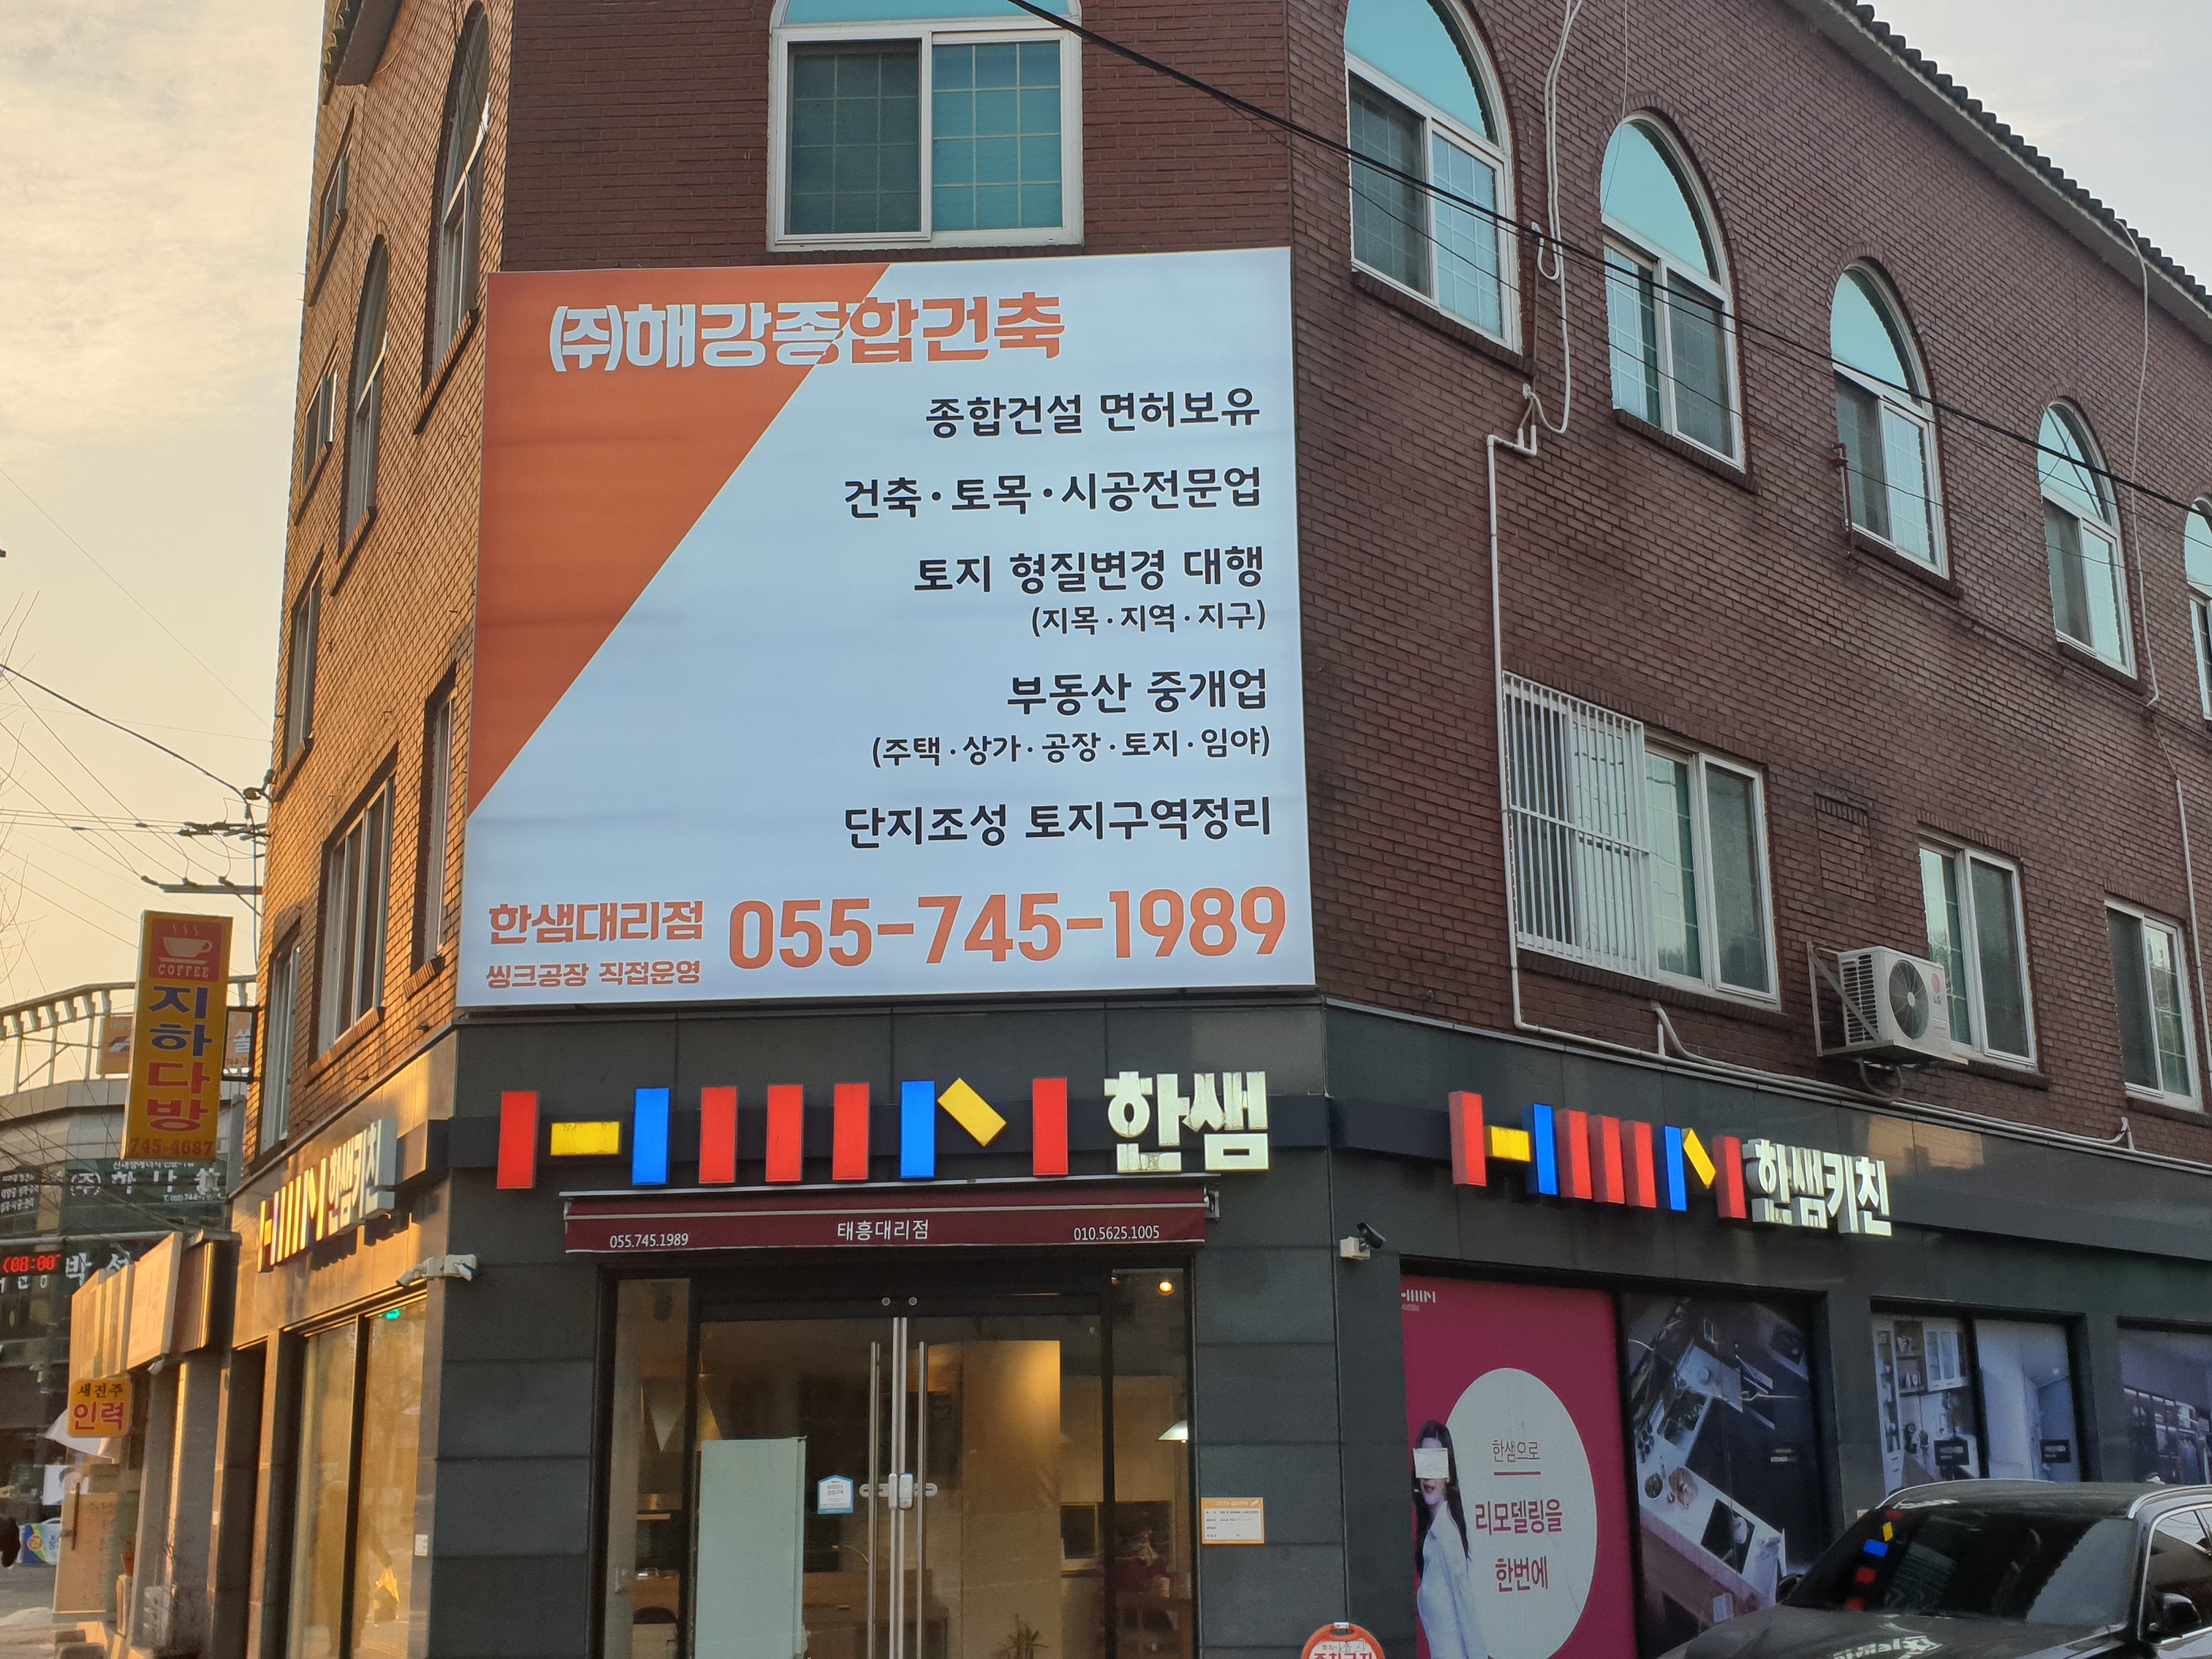 ㈜해강종합건축
종합건설 면허보유
건축·토목·시공전문업
토지 형질변경 대행
(지목·지역·지구)
부동산 중개업
(주택·상가·공장·토지·임야)
단지조성 토지구역정리
한샘대리점
씽크공장 직접운영
055-745-1989
COFFEE
지하다방
745-4687
한샘
한샘키친
한샘키친
055.745.1989
태흥대리점
010.5625.1005
08:00
박
새진주
인력
한샘으로
리모델링을
한번에
LG